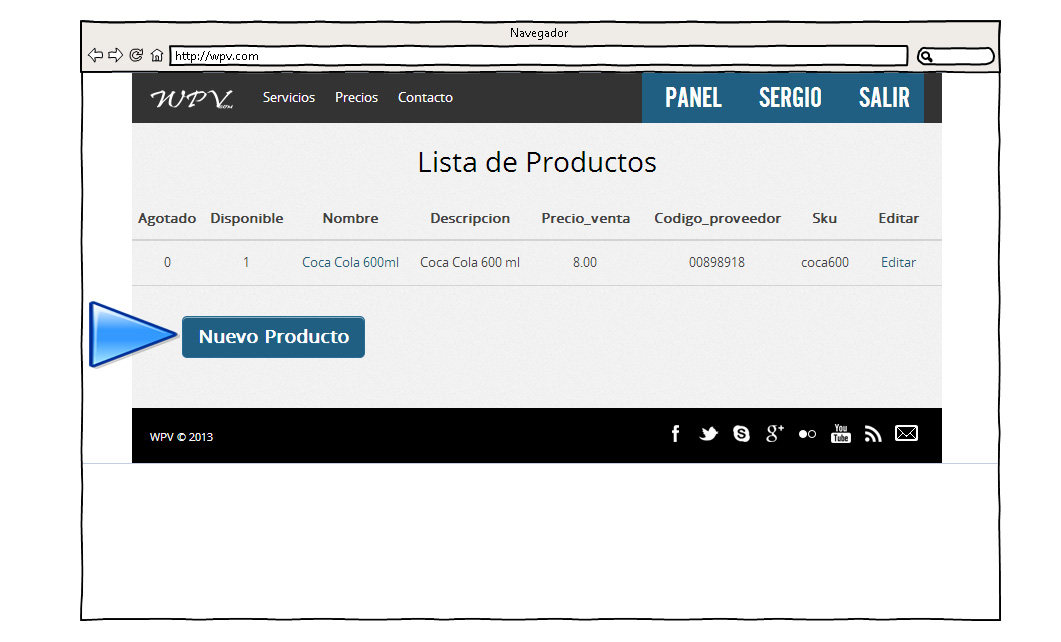 Navegador
http://wpv.com
WPV Servicios Precios Contacto PANEL SERGIO SALIR
Lista de Productos
Agotado Disponible Nombre Descripcion Precio_venta Codigo_proveedor Sku Editar
0 1 Coca Cola 600ml Coca Cola 600 ml 8.00 00898918 coca600 Editar
Nuevo Producto
WPV © 2013
You
Tube